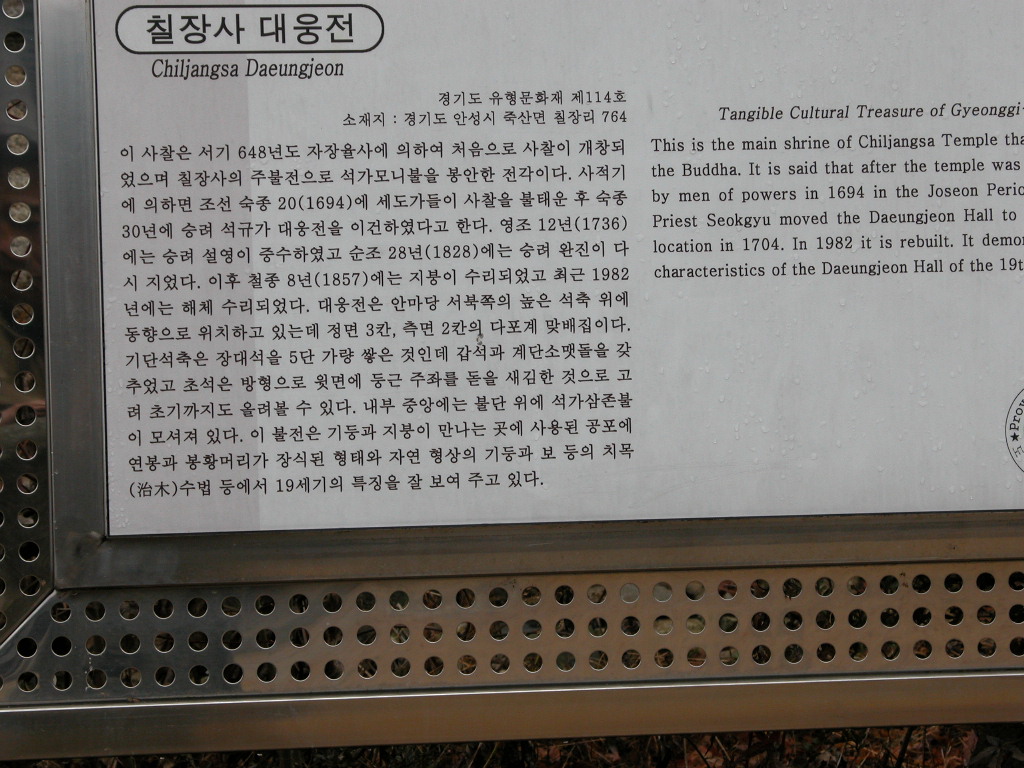 칠장사 대웅전
Chiljangsa Daeungjeon
경기도 유형문화재 제114호
소재지 : 경기도 안성시 죽산면 칠장리 764
이 사찰은 서기 648년도 자장율사에 의하여 처음으로 사찰이 개창되
었으며 칠장사의 주불전으로 석가모니불을 봉안한 전각이다. 사적기
에 의하면 조선 숙종 20(1694)에 세도가들이 사찰을 불태운 후 숙종
30년에 승려 석규가 대웅전을 이건하였다고 한다. 영조 12년(1736)
에는 승려 설영이 중수하였고 순조 28년(1828)에는 승려 완진이 다
시 지었다. 이후 철종 8년(1857)에는 지붕이 수리되었고 최근 1982
년에는 해체 수리되었다. 대웅전은 안마당 서북쪽의 높은 석축 위에
동향으로 위치하고 있는데 정면 3칸, 측면 2칸의 다포계 맞배집이다.
기단석축은 장대석을 5단 가량 쌓은 것인데 갑석과 계단소맷돌을 갖
추었고 초석은 방형으로 윗면에 둥근 주좌를 돋을 새김한 것으로 고
려 초기까지도 올려볼 수 있다. 내부 중앙에는 불단 위에 석가삼존불
이 모셔져 있다. 이 불전은 기둥과 지붕이 만나는 곳에 사용된 공포에
연봉과 봉황머리가 장식된 형태와 자연 형상의 기둥과 보 등의 치목
(治木)수법 등에서 19세기의 특징을 잘 보여 주고 있다.
Tangible Cultural Treasure of Gyeonggi
This is the main shrine of Chiljangsa Temple
the Buddha. It is said that after the temple was
by men of powers in 1694 in the Joseon
Priest Seokgyu moved the Daeungjeon Hall to
location in 1704. In 1982 it is rebuilt. It
characteristics of the Daeungjeon Hall of the